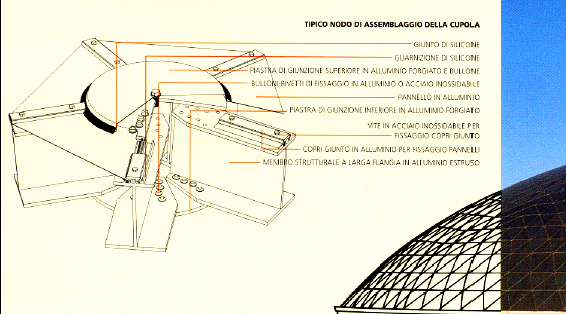 TIPICO NODO DI ASSEMBLAGGIO DELLA CUPOLA
GIUNTO DI SILICONE
GUARNIZIONE DI SILICONE
PIASTRA DI GIUNZIONE SUPERIORE IN ALLUMINIO FORGIATO E BULLONE
BULLONI-RIVETTI DI FISSAGGIO IN ALLUMINIO O ACCIAIO INOSSIDABILE
PANNELLO IN ALLUMINIO
PIASTRA DI GIUNZIONE INFERIORE IN ALLUMINIO FORGIATO
VITE IN ACCIAIO INOSSIDABILE PER
FISSAGGIO COPRI GIUNTO
COPRI GIUNTO IN ALLUMINIO PER FISSAGGIO PANNELLI
MEMBRO STRUTTURALE A LARGA FLANGIA IN ALLUMINIO ESTRUSO